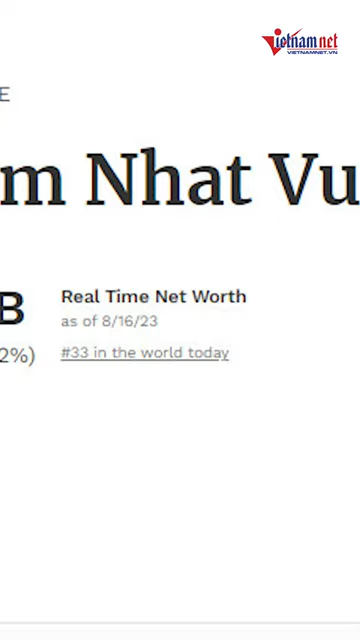 vietnamnet
VIETNAMNET.VN
E
m Nhat Vu
B
Real Time Net Worth
as of 8/16/23
2%)
#33 in the world today